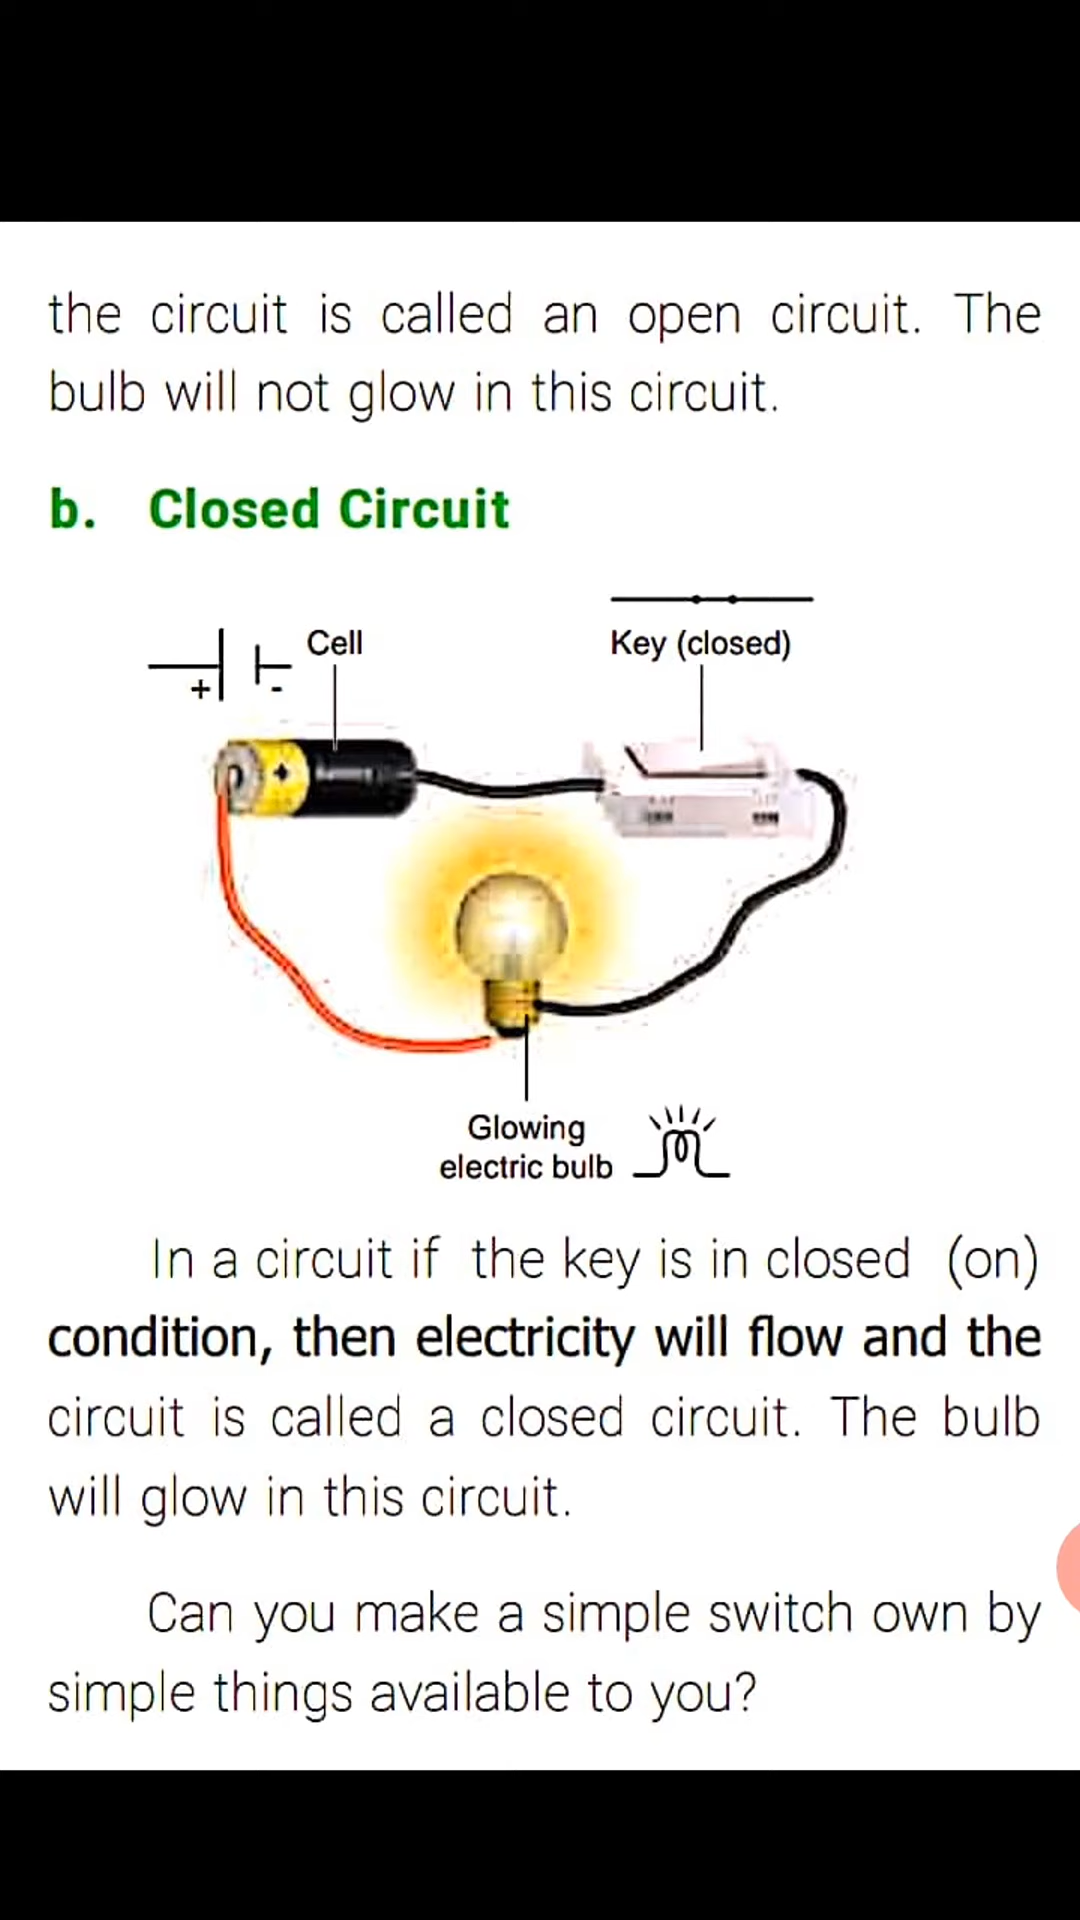 the circuit is called an open circuit. The
bulb will not glow in this circuit.
b. Closed Circuit
Cell
Key (closed)
+
-
+
Glowing
electric bulb
In a circuit if the key is in closed (on)
condition, then electricity will flow and the
circuit is called a closed circuit. The bulb
will glow in this circuit.
Can you make a simple switch own by
simple things available to you?